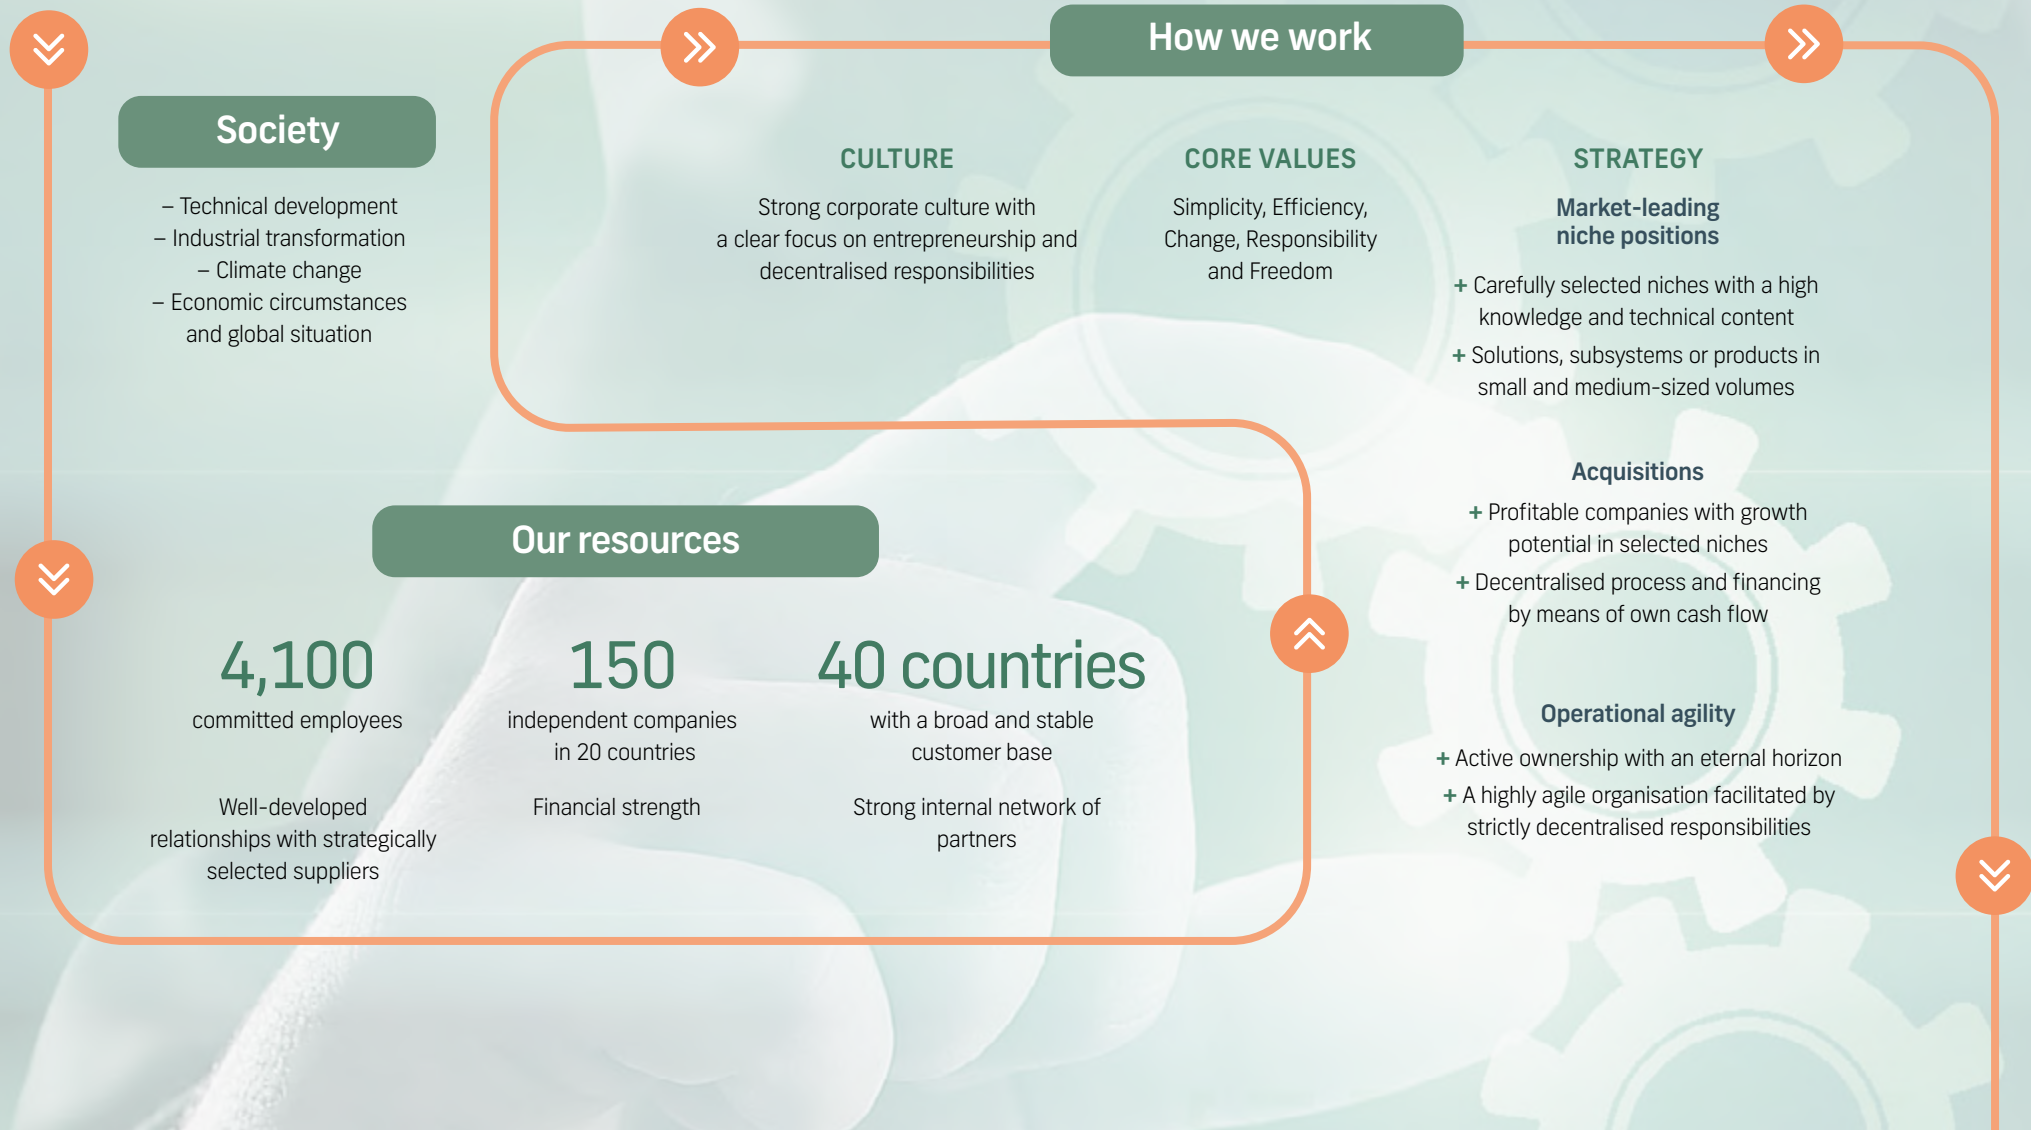 Society
– Technical development
– Industrial transformation
– Climate change
– Economic circumstances
and global situation
How we work
CULTURE
Strong corporate culture with
a clear focus on entrepreneurship and
decentralised responsibilities
CORE VALUES
Simplicity, Efficiency,
Change, Responsibility
and Freedom
STRATEGY
Market-leading
niche positions
+ Carefully selected niches with a high
knowledge and technical content
+ Solutions, subsystems or products in
small and medium-sized volumes
Acquisitions
+ Profitable companies with growth
potential in selected niches
+ Decentralised process and financing
by means of own cash flow
Operational agility
+ Active ownership with an eternal horizon
+ A highly agile organisation facilitated by
strictly decentralised responsibilities
Our resources
4,100
committed employees
150
independent companies
in 20 countries
40 countries
with a broad and stable
customer base
Well-developed
relationships with strategically
selected suppliers
Financial strength
Strong internal network of
partners